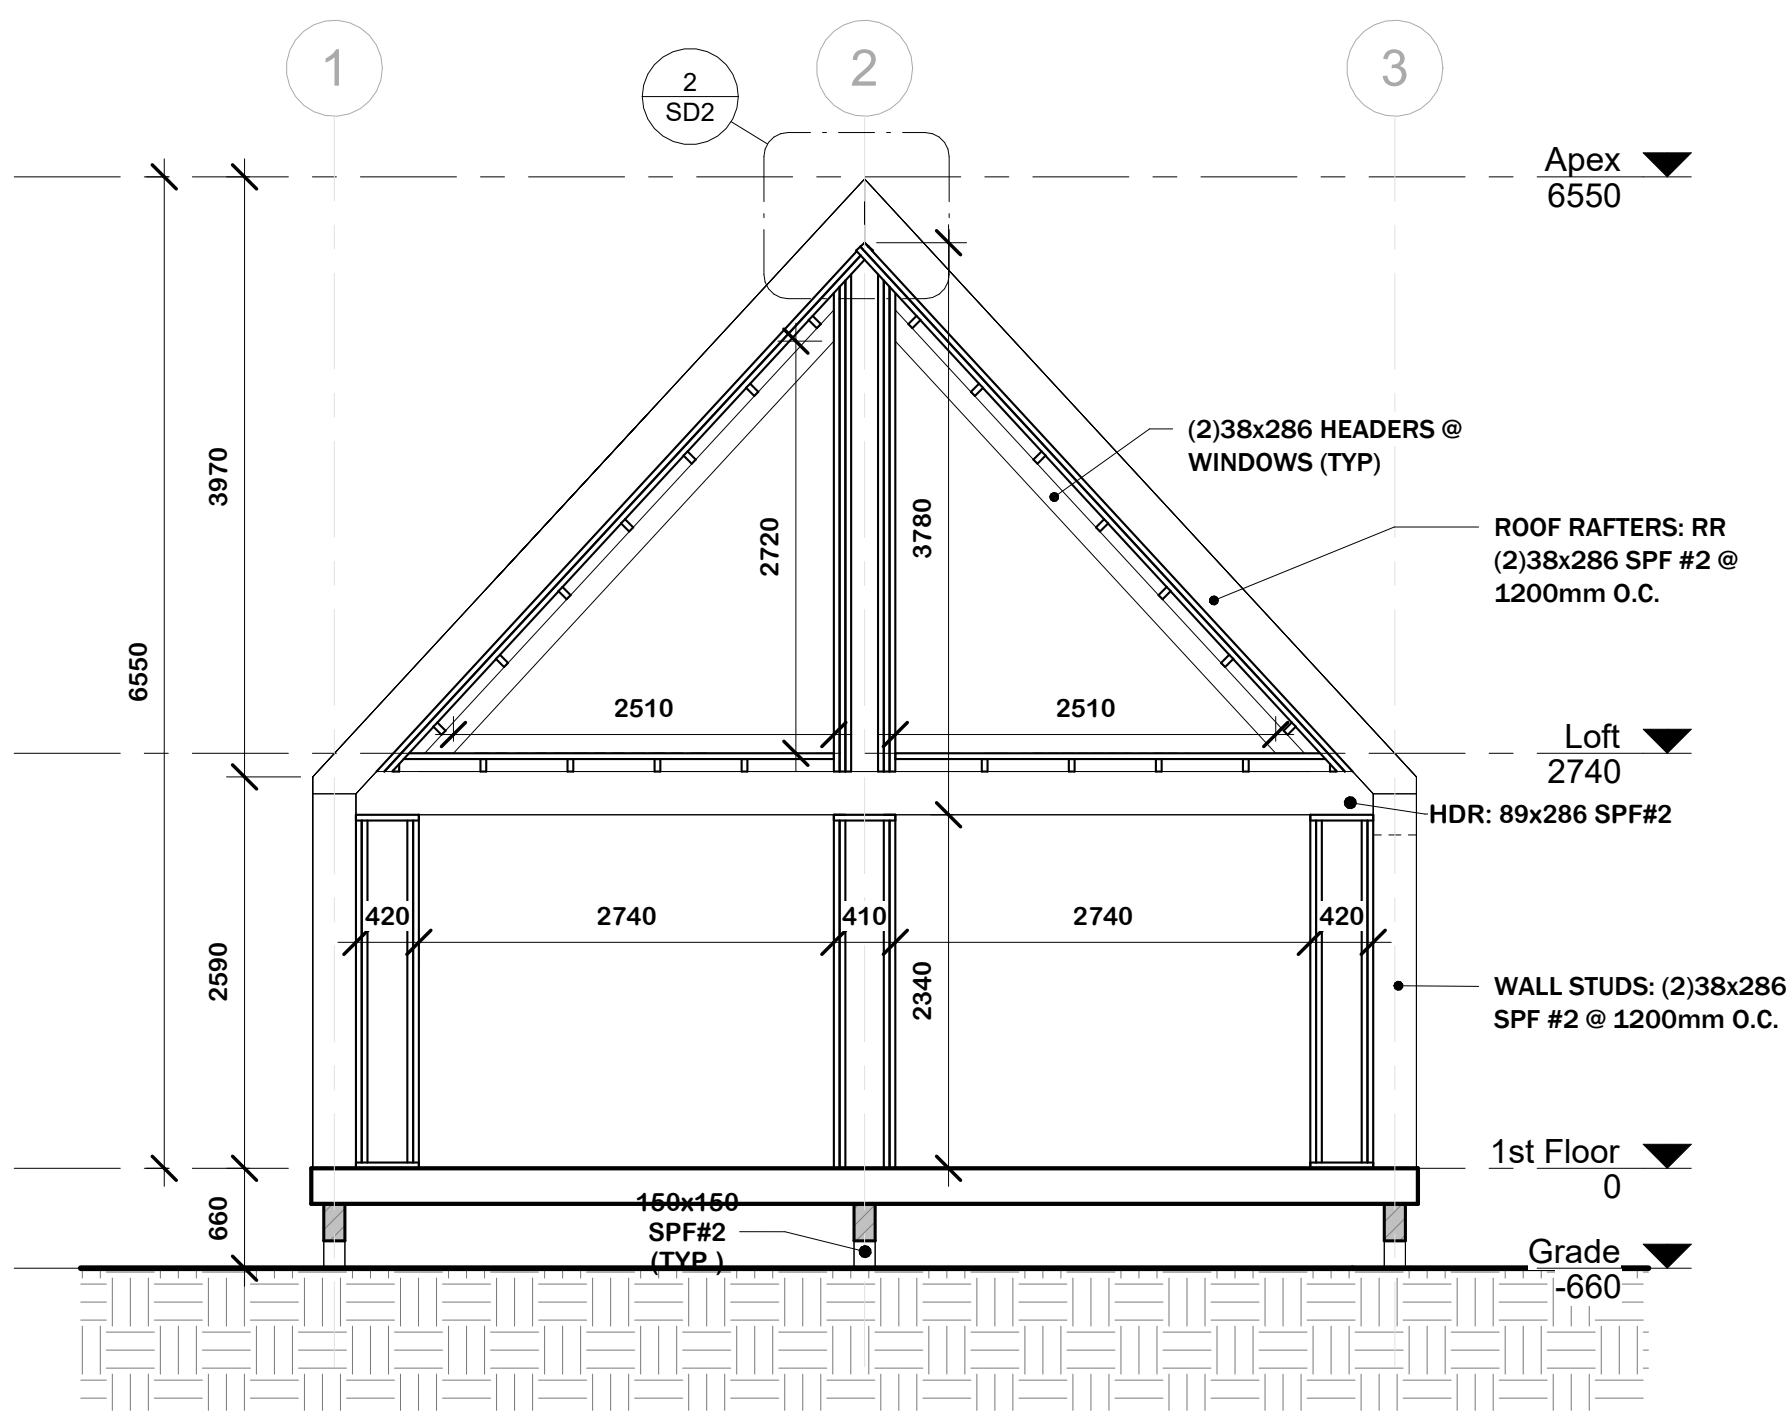 1
2
3
2
SD2
Apex
6550
(2)38x286 HEADERS @
WINDOWS (TYP)
3970
2720
3780
ROOF RAFTERS: RR
(2)38x286 SPF #2 @
1200mm O.C.
6550
2510
2510
Loft
2740
HDR: 89x286 SPF#2
420
2740
410
2740
420
2590
2340
WALL STUDS: (2)38x286
SPF #2 @ 1200mm O.C.
1st Floor
0
660
150x150
SPF#2
(TYP.)
Grade
-660